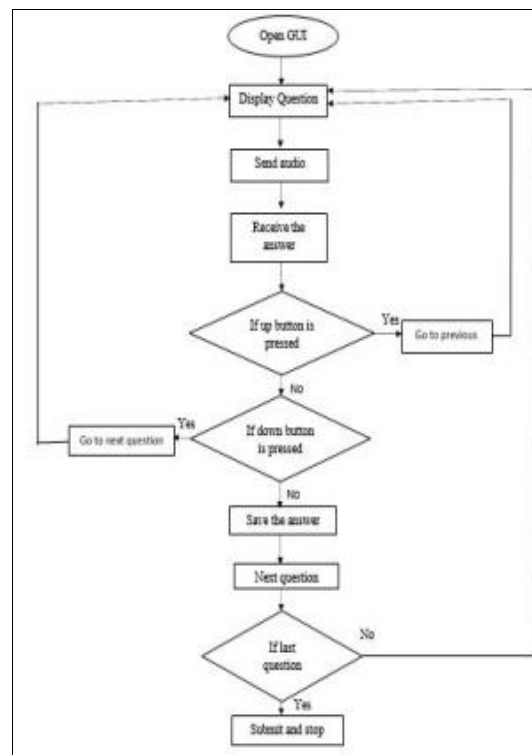 Open GUI
Display Question
Send audio
Receive the
answer
If up button is
pressed
Yes
Go to previous
No
If down button
is pressed
Yes
Go to next question
No
Save the answer
Next question
If last
question
No
Yes
Submit and stop